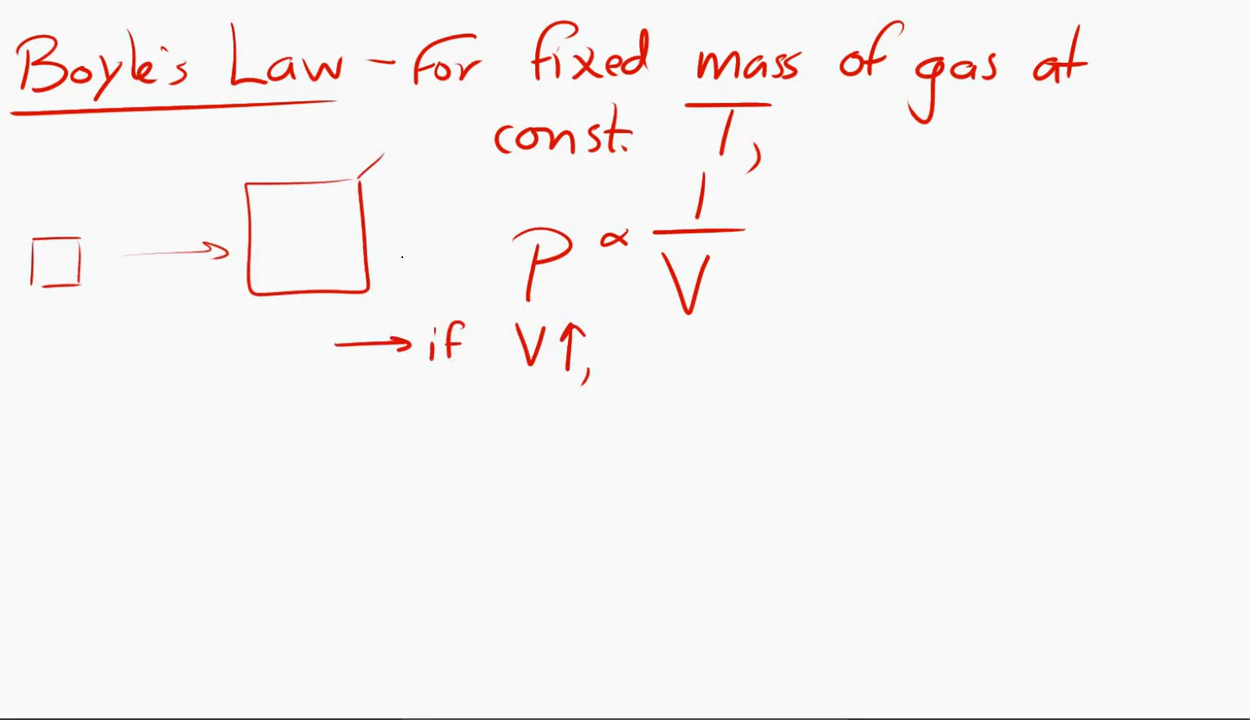 Boyle's Law - For fixed mass of gas at
const. T,
P ∝ 1/V
→ if V↑,